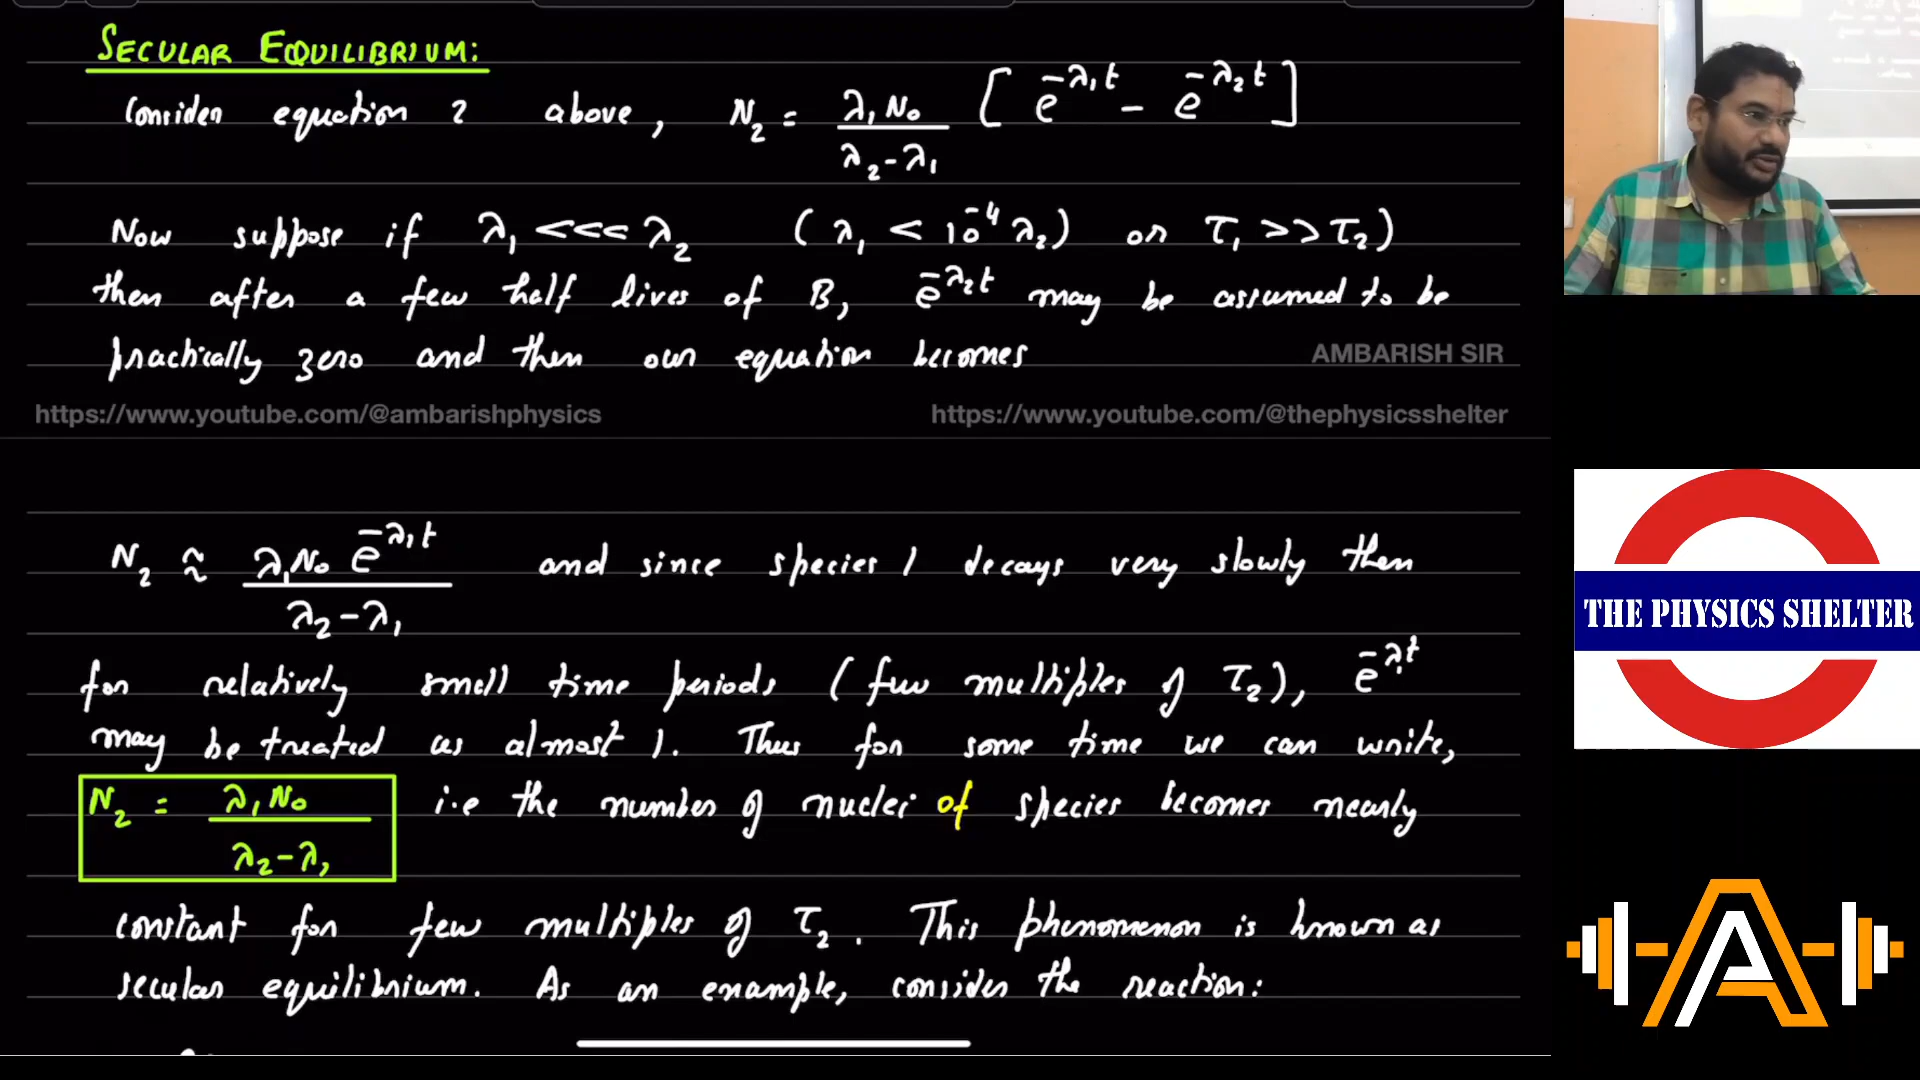 SECULAR EQUILIBRIUM:
Consider equation 2 above, N₂ = λ₁N₀ / λ₂-λ₁ [e^-λ₁t - e^-λ₂t]
Now suppose if λ₁ <<< λ₂ (λ₁ < 10^-4 λ₂) or τ₁ >> τ₂)
then after a few half lives of B, e^-λ₂t may be assumed to be
practically zero and then our equation becomes
AMBARISH SIR
https://www.youtube.com/@ambarishphysics https://www.youtube.com/@thephysicsshelter
N₂ ≈ λ₁N₀ e^-λ₁t / λ₂-λ₁ and since species 1 decays very slowly then
for relatively small time periods (few multiples of τ₂), e^-λ₁t
may be treated as almost 1. Thus for some time we can write,
N₂ = λ₁N₀ / λ₂-λ₁ i.e the number of nuclei of species becomes nearly
constant for few multiples of τ₂. This phenomenon is known as
secular equilibrium. As an example, consider the reaction:
THE PHYSICS SHELTER